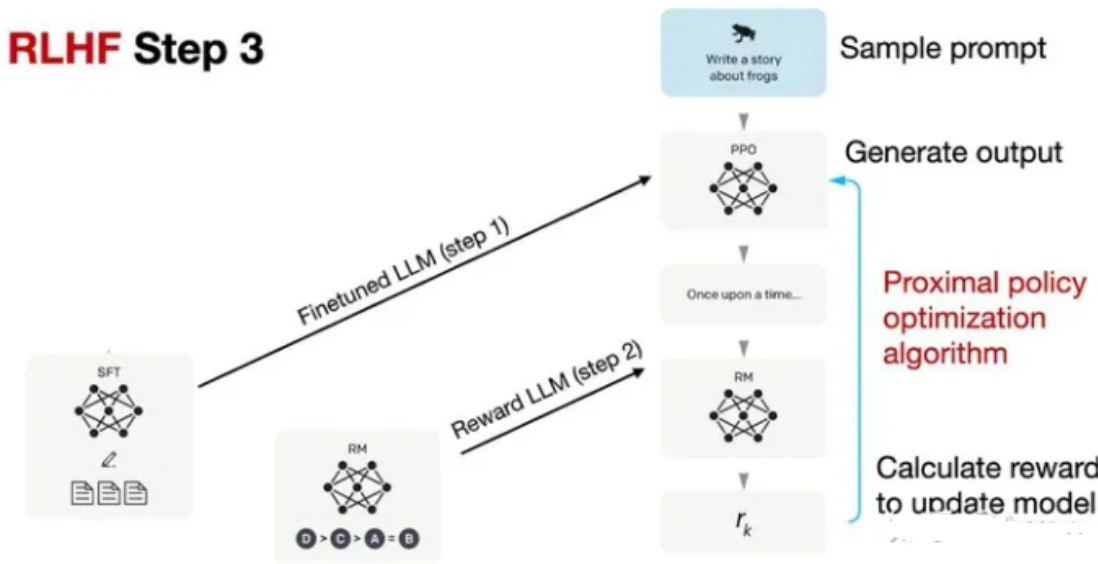 RLHF Step 3
Write a story
about frogs
Sample prompt
PPO
Generate output
Finetuned LLM (step 1)
Once upon a time...
Proximal policy
optimization
algorithm
SFT
Reward LLM (step 2)
RM
RM
D > C > A = B
Calculate reward
to update model
r_k